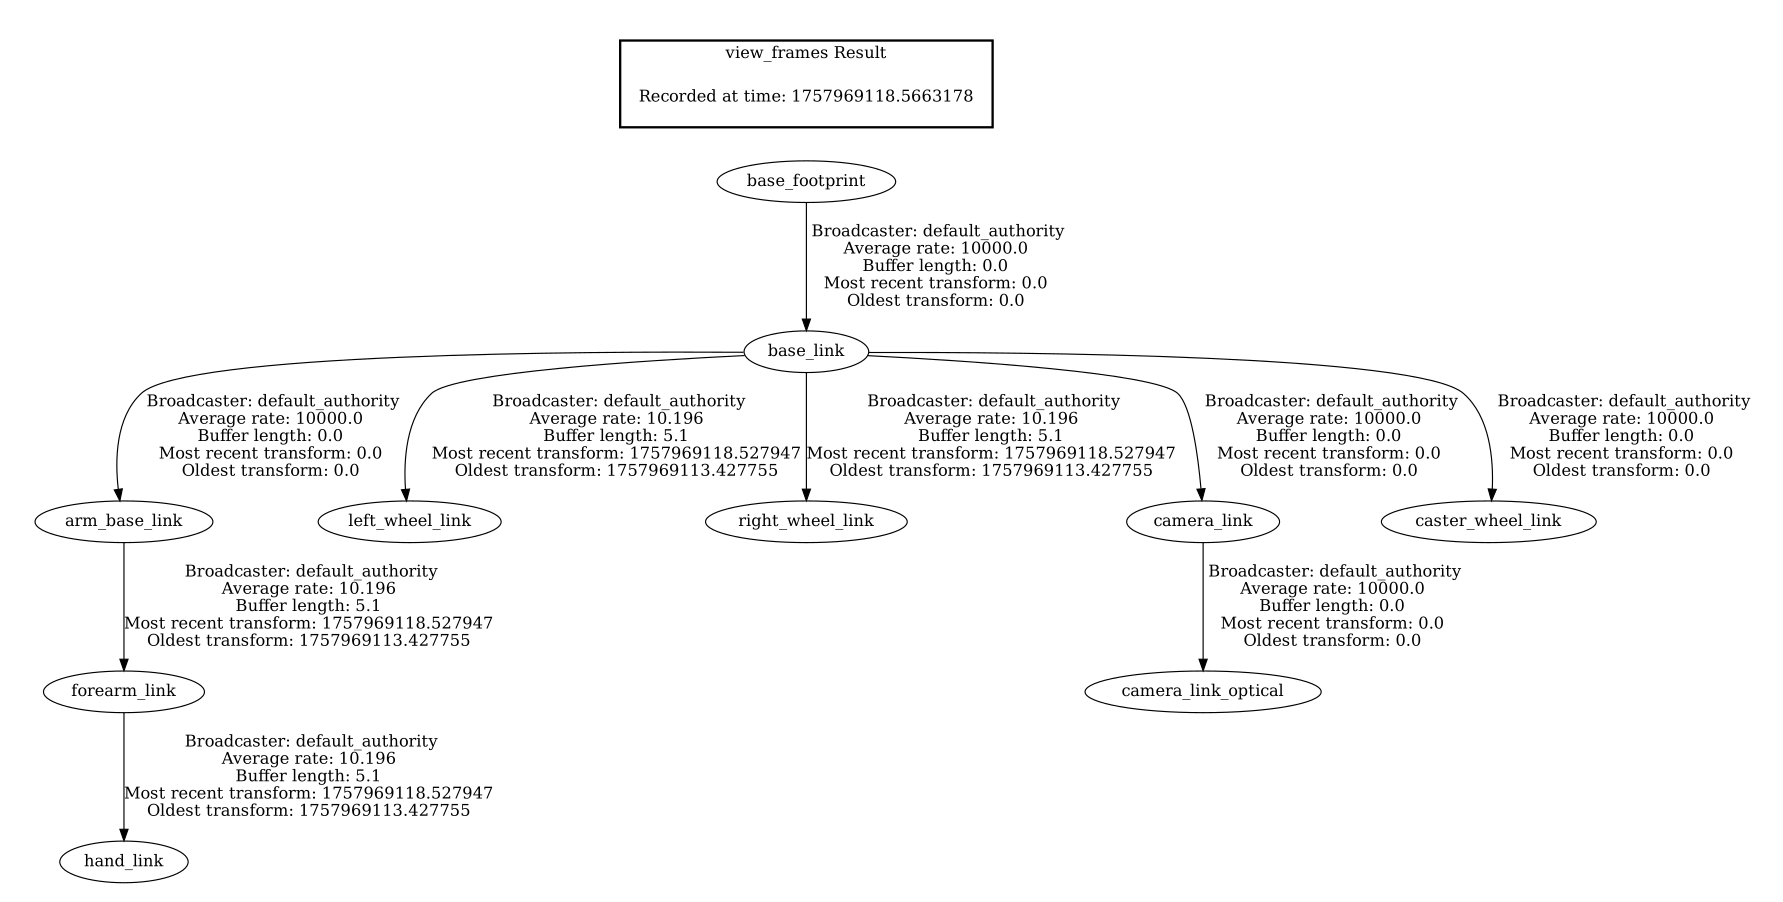 view_frames Result
Recorded at time: 1757969118.5663178
base_footprint
Broadcaster: default_authority
Average rate: 10000.0
Buffer length: 0.0
Most recent transform: 0.0
Oldest transform: 0.0
base_link
Broadcaster: default_authority
Average rate: 10000.0
Buffer length: 0.0
Most recent transform: 0.0
Oldest transform: 0.0
Broadcaster: default_authority
Average rate: 10.196
Buffer length: 5.1
Most recent transform: 1757969118.527947
Oldest transform: 1757969113.427755
Broadcaster: default_authority
Average rate: 10.196
Buffer length: 5.1
Most recent transform: 1757969118.527947
Oldest transform: 1757969113.427755
Broadcaster: default_authority
Average rate: 10000.0
Buffer length: 0.0
Most recent transform: 0.0
Oldest transform: 0.0
Broadcaster: default_authority
Average rate: 10000.0
Buffer length: 0.0
Most recent transform: 0.0
Oldest transform: 0.0
arm_base_link
left_wheel_link
right_wheel_link
camera_link
caster_wheel_link
Broadcaster: default_authority
Average rate: 10.196
Buffer length: 5.1
Most recent transform: 1757969118.527947
Oldest transform: 1757969113.427755
Broadcaster: default_authority
Average rate: 10000.0
Buffer length: 0.0
Most recent transform: 0.0
Oldest transform: 0.0
forearm_link
camera_link_optical
Broadcaster: default_authority
Average rate: 10.196
Buffer length: 5.1
Most recent transform: 1757969118.527947
Oldest transform: 1757969113.427755
hand_link